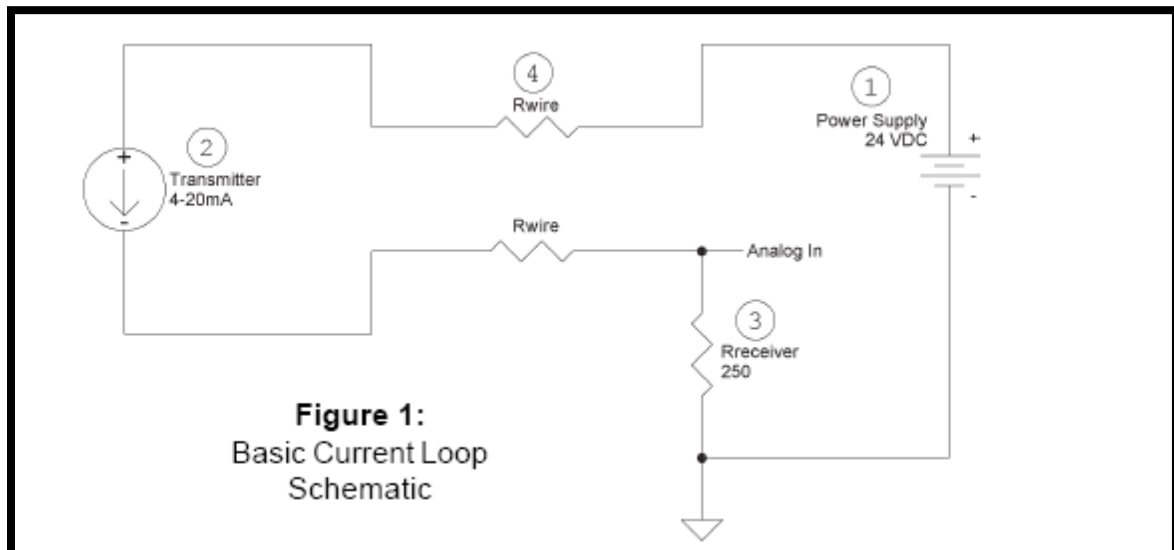 4
Rwire
1
Power Supply
24 VDC
+
-
2
+
Transmitter
4-20mA
-
Rwire
Analog In
3
Rreceiver
250
Figure 1:
Basic Current Loop
Schematic